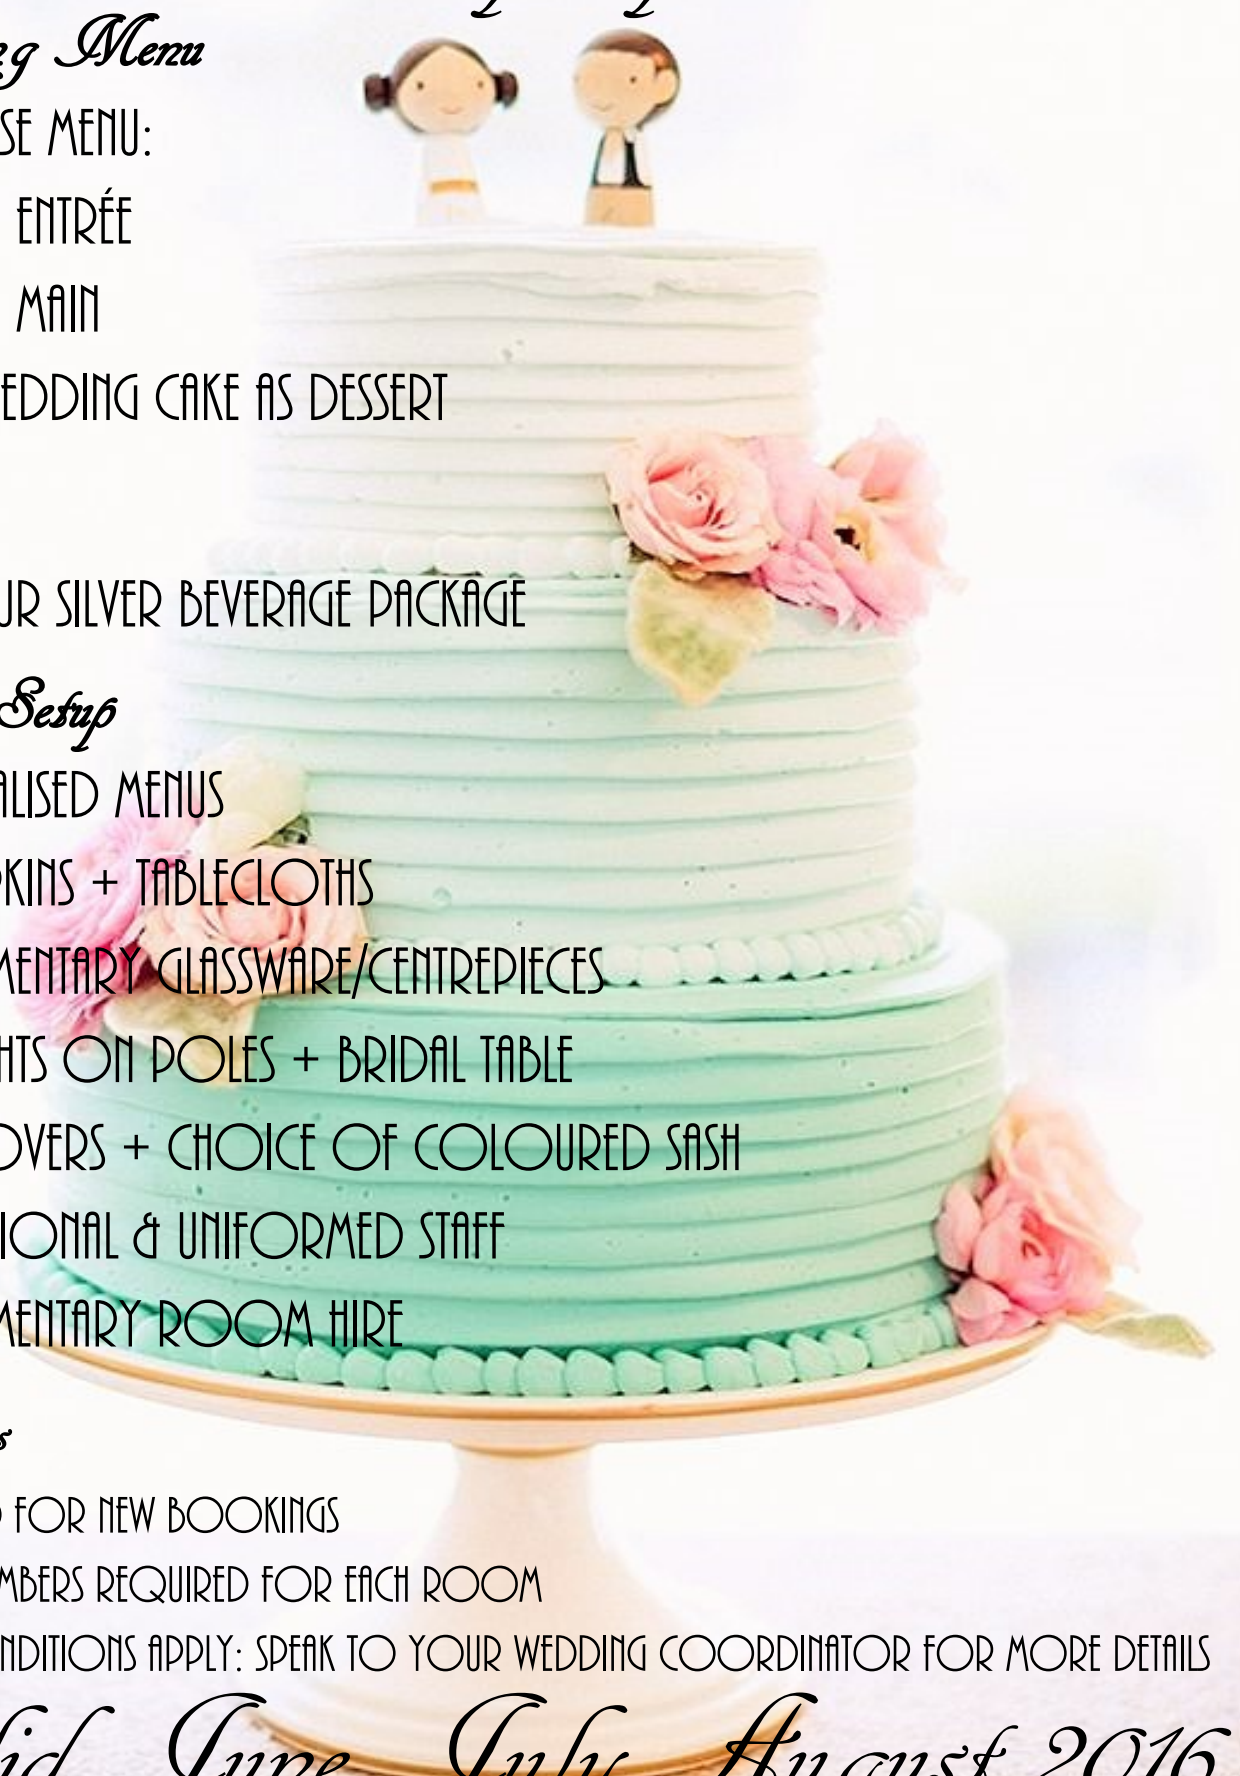 Menu
SE MENU:
ENTRÉE
MAIN
EDDING CAKE AS DESSERT
UR SILVER BEVERAGE PACKAGE
Setup
ALISED MENUS
KINS + TABLECLOTHS
MENTARY GLASSWARE/CENTREPIECES
HTS ON POLES + BRIDAL TABLE
OVERS + CHOICE OF COLOURED SASH
IONAL & UNIFORMED STAFF
MENTARY ROOM HIRE
FOR NEW BOOKINGS
MBERS REQUIRED FOR EACH ROOM
NDITIONS APPLY: SPEAK TO YOUR WEDDING COORDINATOR FOR MORE DETAILS
lid June July August 2016